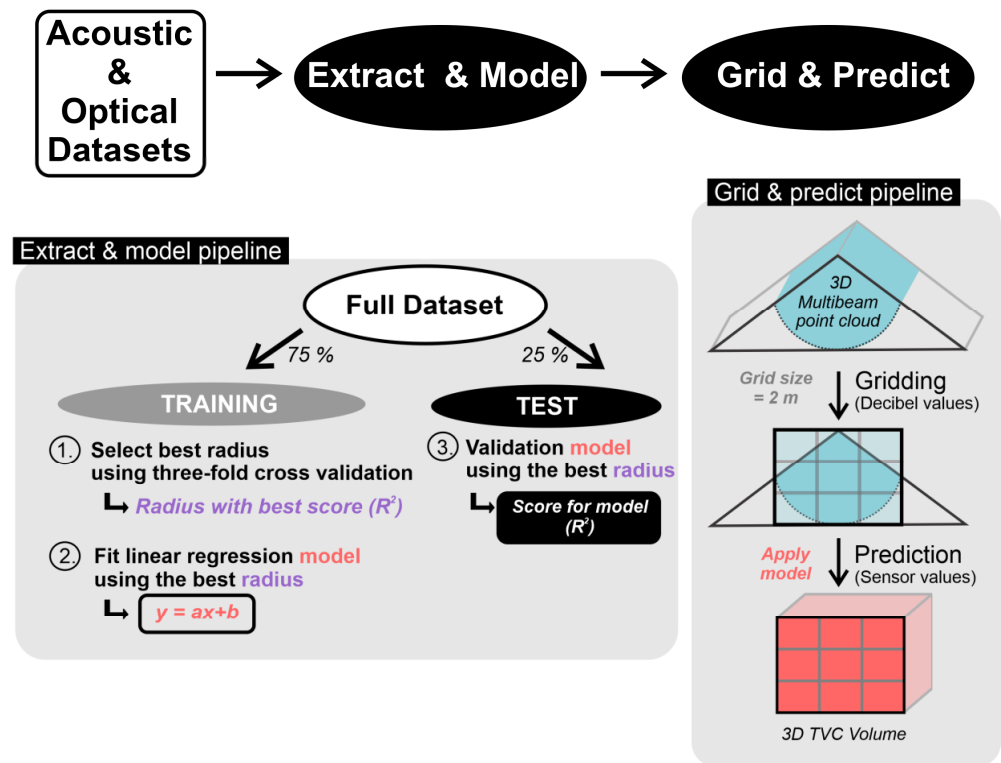 Acoustic
&
Optical
Datasets
Extract & Model
Grid & Predict
Extract & model pipeline
Full Dataset
75 %
25 %
TRAINING
1. Select best radius
using three-fold cross validation
Radius with best score (R²)
2. Fit linear regression model
using the best radius
y = ax+b
TEST
3. Validation model
using the best radius
Score for model
(R²)
Grid & predict pipeline
3D
Multibeam
point cloud
Grid size
= 2 m
Gridding
(Decibel values)
Apply
model
Prediction
(Sensor values)
3D TVC Volume